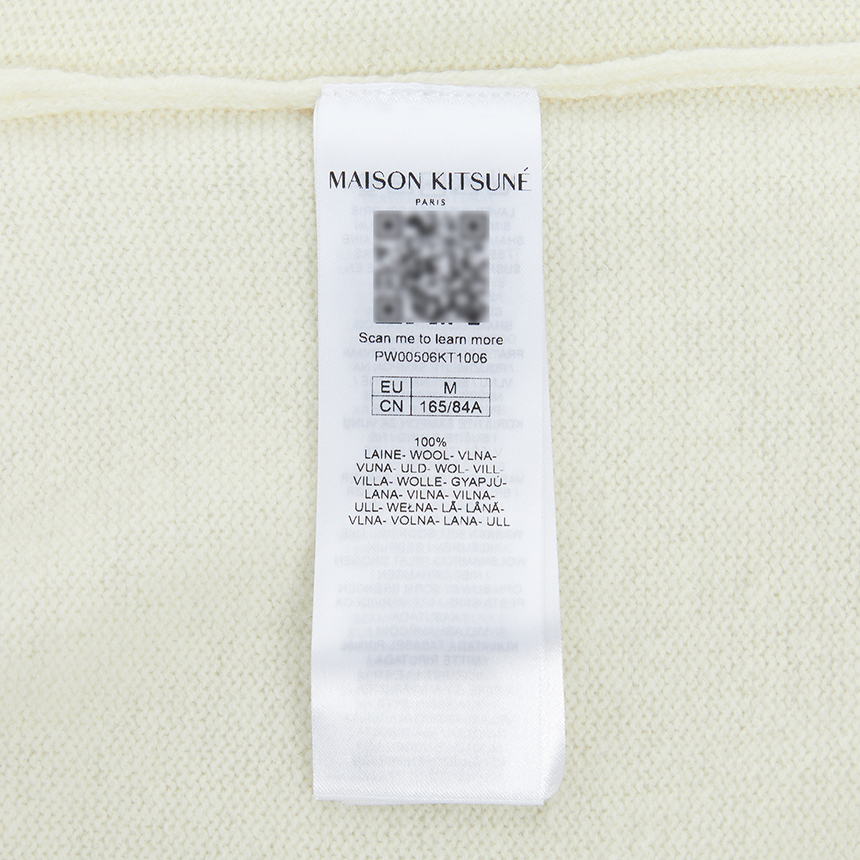 MAISON KITSUNÉ
PARIS
Scan me to learn more
PW00506KT1006
EU M
CN 165/84A
100%
LAINE- WOOL- VLNA-
VUNA- ULD- WOL- VILL-
VILLA- WOLLE- GYAPJÚ-
LANA- VILNA- VILNA-
ULL- WEŁNA- LÃ- LÂNĂ-
VLNA- VOLNA- LANA- ULL